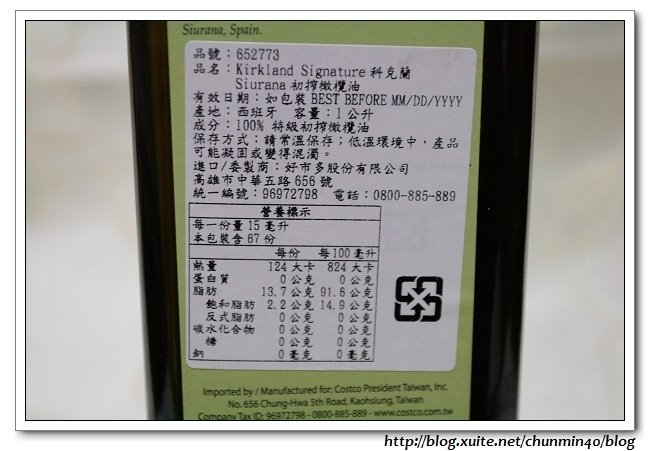 Siurana, Spain.
品號：652773
品名：Kirkland Signature 科克蘭
Siurana 初搾橄欖油
有效日期：如包裝 BEST BEFORE MM/DD/YYYY
產地：西班牙 容量：1 公升
成分：100% 特級初搾橄欖油
保存方式：請常溫保存；低溫環境中，產品
可能凝固或變得混濁。
進口/委製商：好市多股份有限公司
高雄市中華五路 656 號
統一編號：96972798 電話：0800-885-889
營養標示
每一份量 15 毫升
本包裝含 67 份
每份 每100 毫升
熱量 124 大卡 824 大卡
蛋白質 0 公克 0 公克
脂肪 13.7 公克 91.6 公克
飽和脂肪 2.2 公克 14.9 公克
反式脂肪 0 公克 0 公克
碳水化合物 0 公克 0 公克
糖 0 公克 0 公克
鈉 0 毫克 0 毫克
Imported by / Manufactured for: Costco President Taiwan, Inc.
No. 656 Chung-Hwa 5th Road, Kaohsiung, Taiwan
Company Tax ID: 96972798 - 0800-885-889 - www.costco.com.tw
http://blog.xuite.net/chunmin40/blog